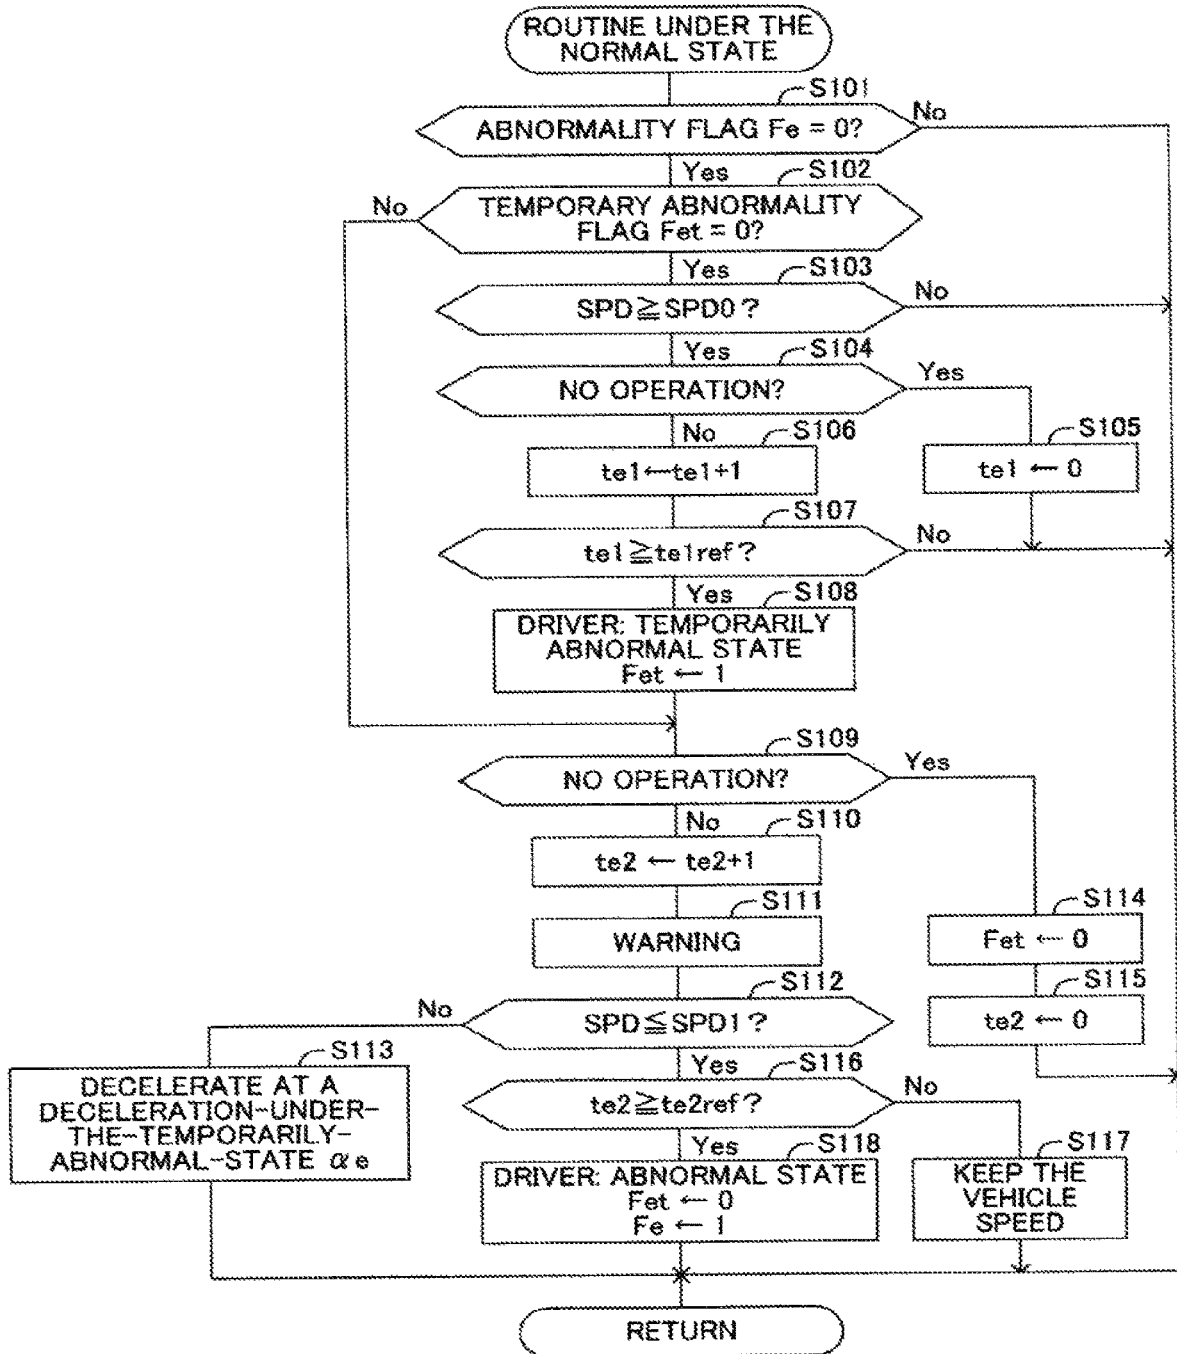 ROUTINE UNDER THE
NORMAL STATE
S101
ABNORMALITY FLAG Fe = 0?
No
Yes
S102
No
TEMPORARY ABNORMALITY
FLAG Fet = 0?
Yes
S103
SPD≧SPD0?
No
Yes
S104
NO OPERATION?
Yes
No
S106
te1←te1+1
S105
te1 ← 0
S107
te1≧te1ref?
No
Yes
S108
DRIVER: TEMPORARILY
ABNORMAL STATE
Fet ← 1
S109
NO OPERATION?
Yes
No
S110
te2 ← te2+1
S111
WARNING
S114
Fet ← 0
S115
te2 ← 0
S112
No
SPD≦SPD1?
Yes
S113
DECELERATE AT A
DECELERATION-UNDER-
THE-TEMPORARILY-
ABNORMAL-STATE αe
S116
te2≧te2ref?
No
Yes
S118
DRIVER: ABNORMAL STATE
Fet ← 0
Fe ← 1
S117
KEEP THE
VEHICLE
SPEED
RETURN